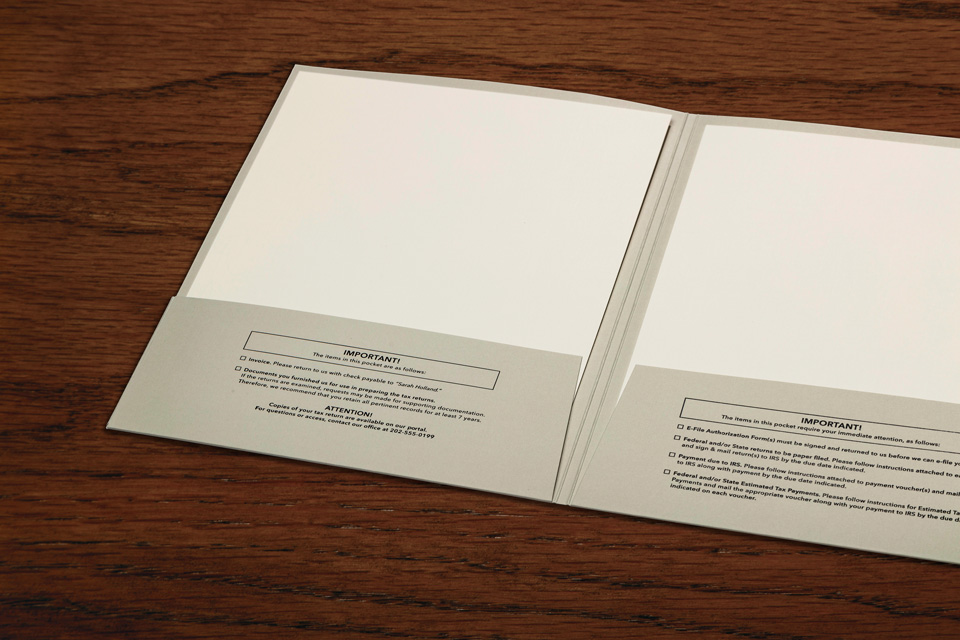 IMPORTANT!
The items in this pocket are as follows:
☐ Invoice. Please return to us with check payable to "Sarah Holland."
☐ Documents you furnished us for use in preparing the tax returns.
If the returns are examined, requests may be made for supporting documentation.
Therefore, we recommend that you retain all pertinent records for at least 7 years.
ATTENTION!
Copies of your tax return are available on our portal.
For questions or access, contact our office at 202-555-0199
IMPORTANT!
The items in this pocket require your immediate attention, as follows:
☐ E-File Authorization Form(s) must be signed and returned to us before we can e-file
☐ Federal and/or State returns to be paper filed. Please follow instructions attached to
and sign & mail return(s) to IRS by the due date indicated.
☐ Payment due to IRS. Please follow instructions attached to payment voucher(s) and mail
to IRS along with payment by the due date indicated.
☐ Federal and/or State Estimated Tax Payments. Please follow instructions for Estimated
Payments and mail the appropriate voucher along with your payment to IRS by the due
indicated on each voucher.